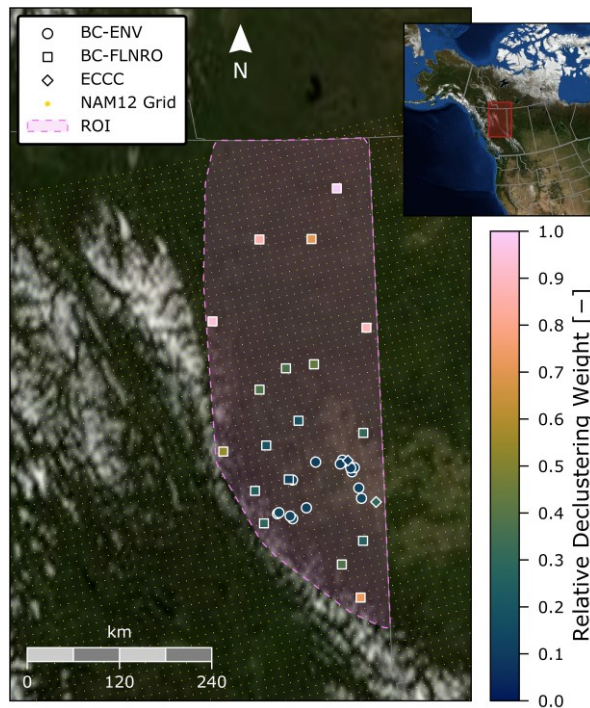 BC-ENV
BC-FLNRO
ECCC
NAM12 Grid
ROI
N
km
0 120 240
1.0
0.9
0.8
0.7
0.6
0.5
0.4
0.3
0.2
0.1
0.0
Relative Declustering Weight [−]